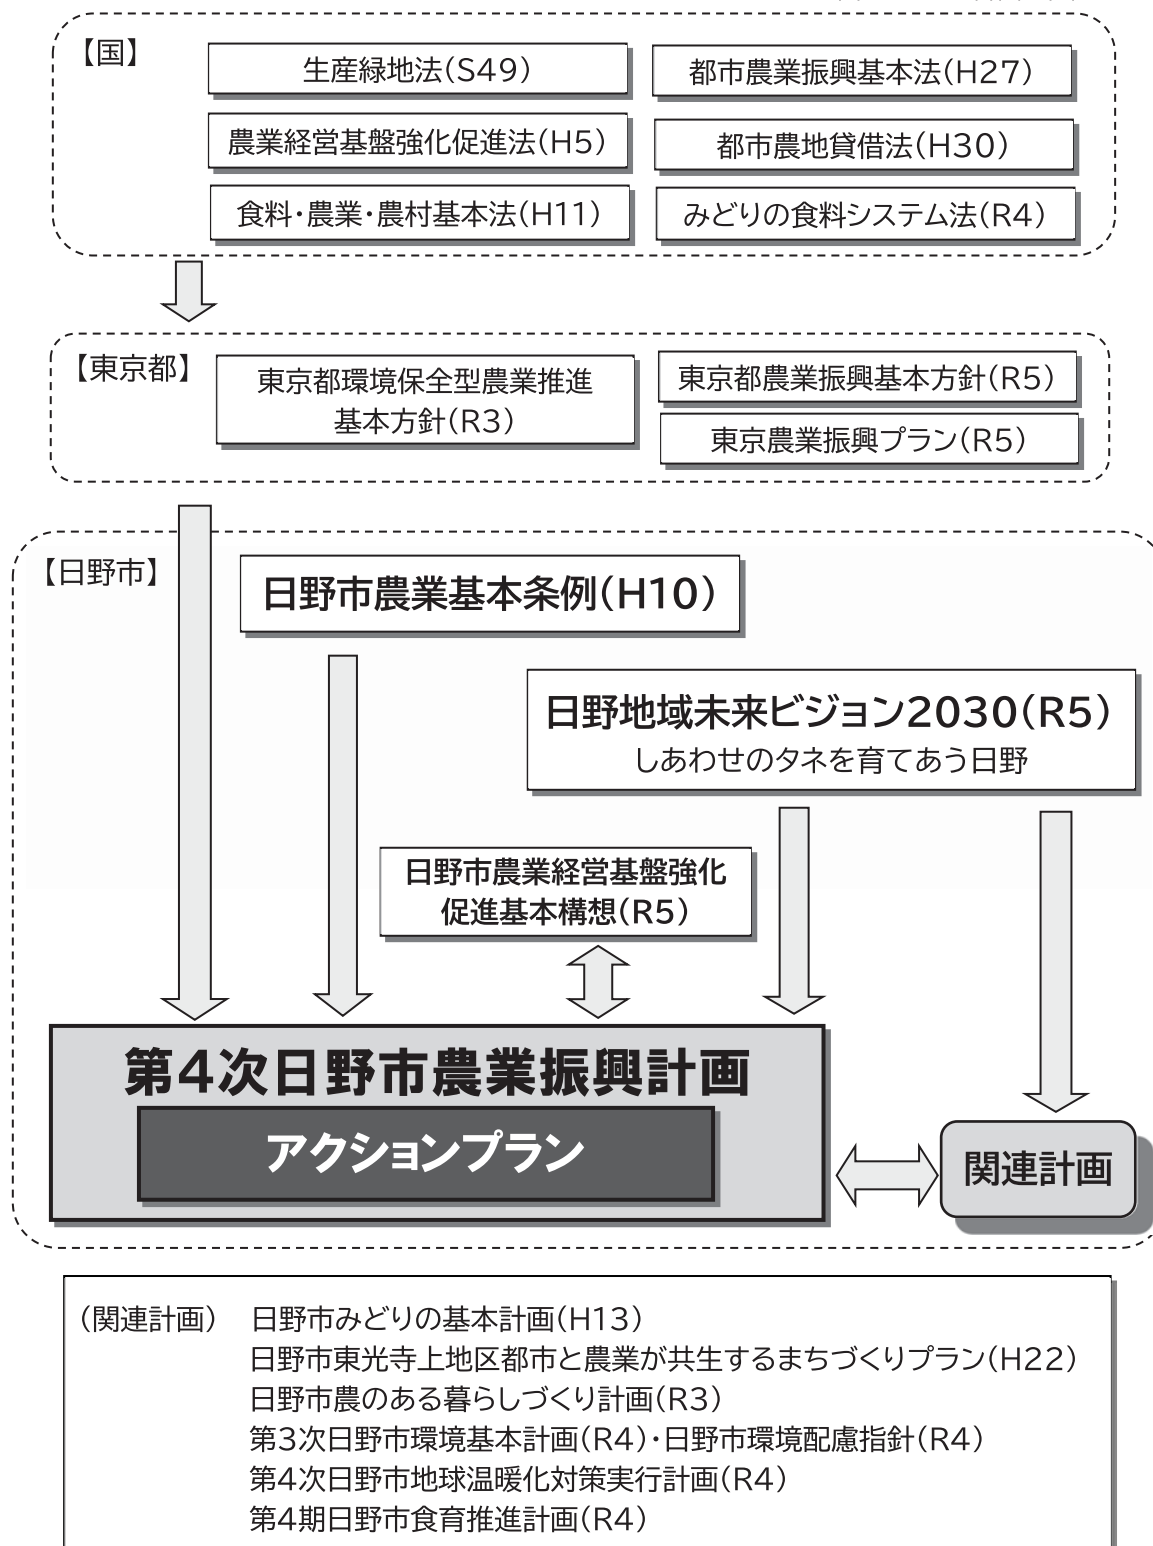 【国】
生産緑地法（S49）
都市農業振興基本法（H27）
農業経営基盤強化促進法（H5）
都市農地貸借法（H30）
食料・農業・農村基本法（H11）
みどりの食料システム法（R4）
【東京都】
東京都環境保全型農業推進
基本方針（R3）
東京都農業振興基本方針（R5）
東京農業振興プラン（R5）
【日野市】
日野市農業基本条例（H10）
日野地域未来ビジョン2030（R5）
しあわせのタネを育てあう日野
日野市農業経営基盤強化
促進基本構想（R5）
第4次日野市農業振興計画
アクションプラン
関連計画
（関連計画） 日野市みどりの基本計画（H13）
日野市東光寺上地区都市と農業が共生するまちづくりプラン（H22）
日野市農のある暮らしづくり計画（R3）
第3次日野市環境基本計画（R4）・日野市環境配慮指針（R4）
第4次日野市地球温暖化対策実行計画（R4）
第4期日野市食育推進計画（R4）